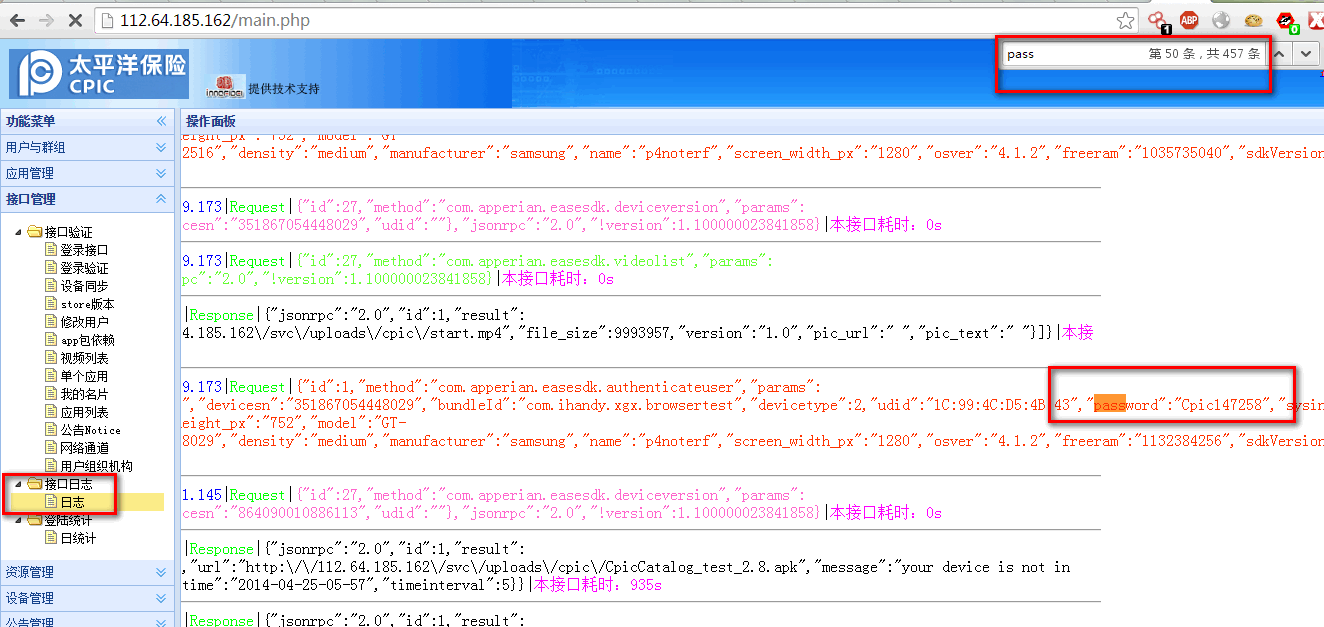 112.64.185.162/main.php
ABP
1
0
太平洋保险
CPIC
INNOFIDEI
提供技术支持
pass
第 50 条，共 457 条
功能菜单
操作面板
用户与群组
应用管理
接口管理
接口验证
登录接口
登录验证
设备同步
store版本
修改用户
app包依赖
视频列表
单个应用
我的名片
应用列表
公告Notice
网络通道
用户组织机构
接口日志
日志
登陆统计
日统计
资源管理
设备管理
公告管理
eight_px":"752","model":"GT-
2516","density":"medium","manufacturer":"samsung","name":"p4noterf","screen_width_px":"1280","osver":"4.1.2","freeram":"1035735040","sdkVersion
9.173|Request|{"id":27,"method":"com.apperian.easesdk.deviceversion","params":
cesn":"351867054448029","udid":""},"jsonrpc":"2.0","!version":1.100000023841858}|本接口耗时：0s
9.173|Request|{"id":27,"method":"com.apperian.easesdk.videolist","params":
pc":"2.0","!version":1.100000023841858}|本接口耗时：0s
|Response|{"jsonrpc":"2.0","id":1,"result":
4.185.162\/svc\/uploads\/cpic\/start.mp4","file_size":9993957,"version":"1.0","pic_url":" ","pic_text":" "}]}|本接
9.173|Request|{"id":1,"method":"com.apperian.easesdk.authenticateuser","params":
","devicesn":"351867054448029","bundleId":"com.ihandy.xgx.browsertest","devicetype":2,"udid":"1C:99:4C:D5:4B:43","password":"Cpic147258","sysin
eight_px":"752","model":"GT-
8029","density":"medium","manufacturer":"samsung","name":"p4noterf","screen_width_px":"1280","osver":"4.1.2","freeram":"1132384256","sdkVersion
1.145|Request|{"id":27,"method":"com.apperian.easesdk.deviceversion","params":
cesn":"864090010886113","udid":""},"jsonrpc":"2.0","!version":1.100000023841858}|本接口耗时：0s
|Response|{"jsonrpc":"2.0","id":1,"result":
,"url":"http:\/\/112.64.185.162\/svc\/uploads\/cpic\/CpicCatalog_test_2.8.apk","message":"your device is not in
time":"2014-04-25-05-57","timeinterval":5}}|本接口耗时：935s
|Response|{"jsonrpc":"2.0","id":1,"result":